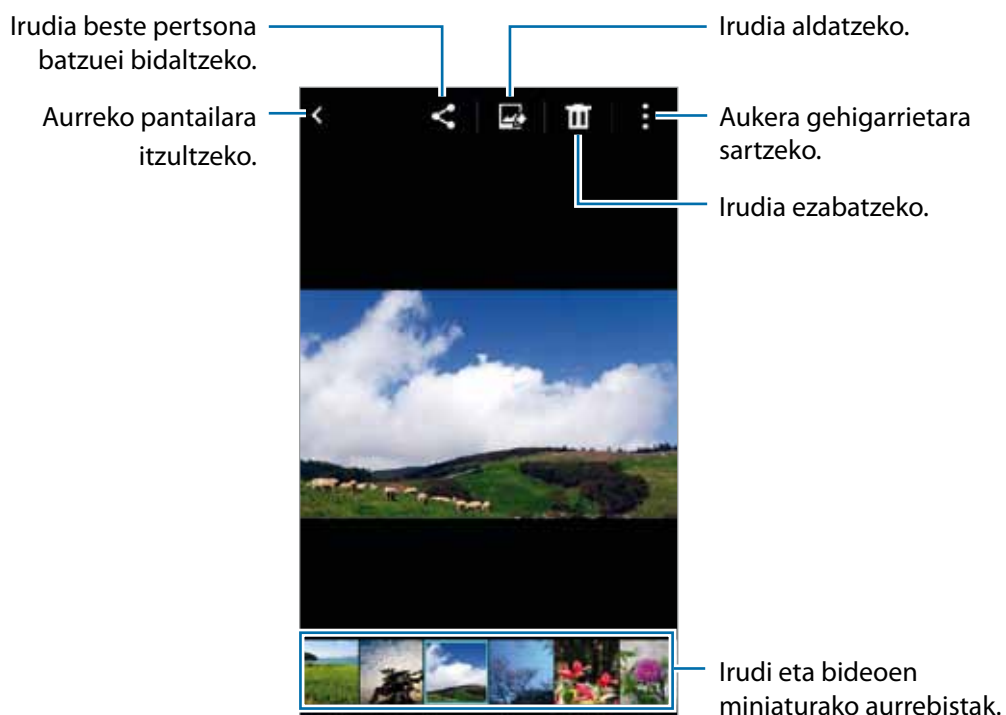 Irudia beste pertsona
batzuei bidaltzeko.
Aurreko pantailara
itzultzeko.
Irudia aldatzeko.
Aukera gehigarrietara
sartzeko.
Irudia ezabatzeko.
Irudi eta bideoen
miniaturako aurrebistak.